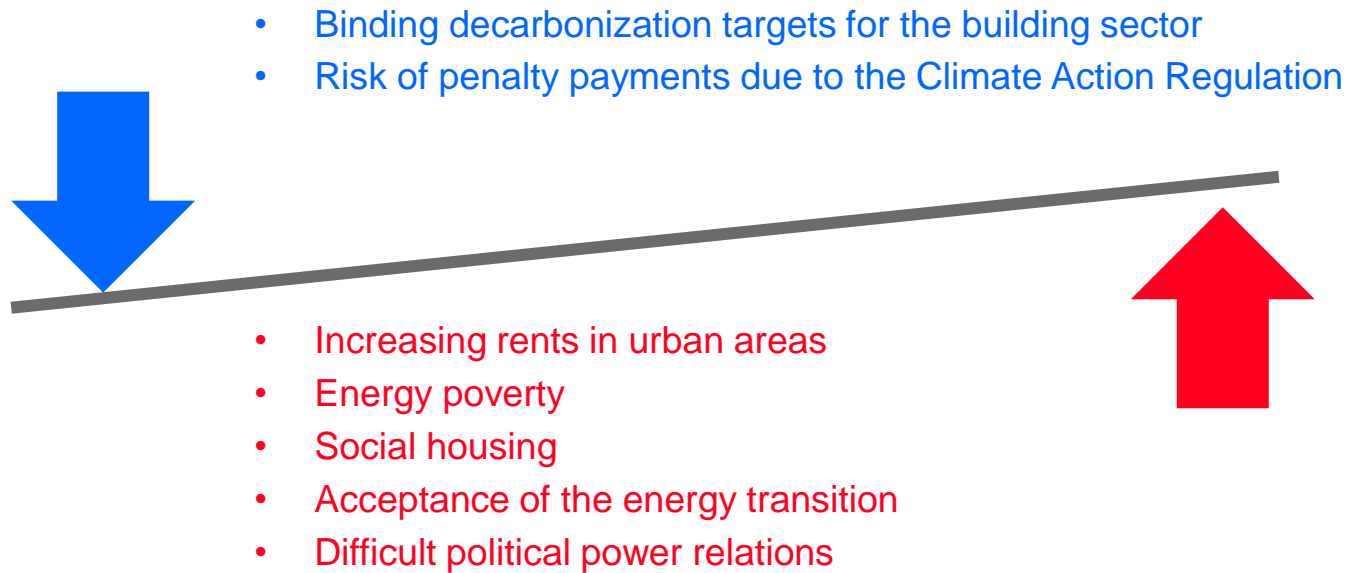 • Binding decarbonization targets for the building sector
• Risk of penalty payments due to the Climate Action Regulation
• Increasing rents in urban areas
• Energy poverty
• Social housing
• Acceptance of the energy transition
• Difficult political power relations